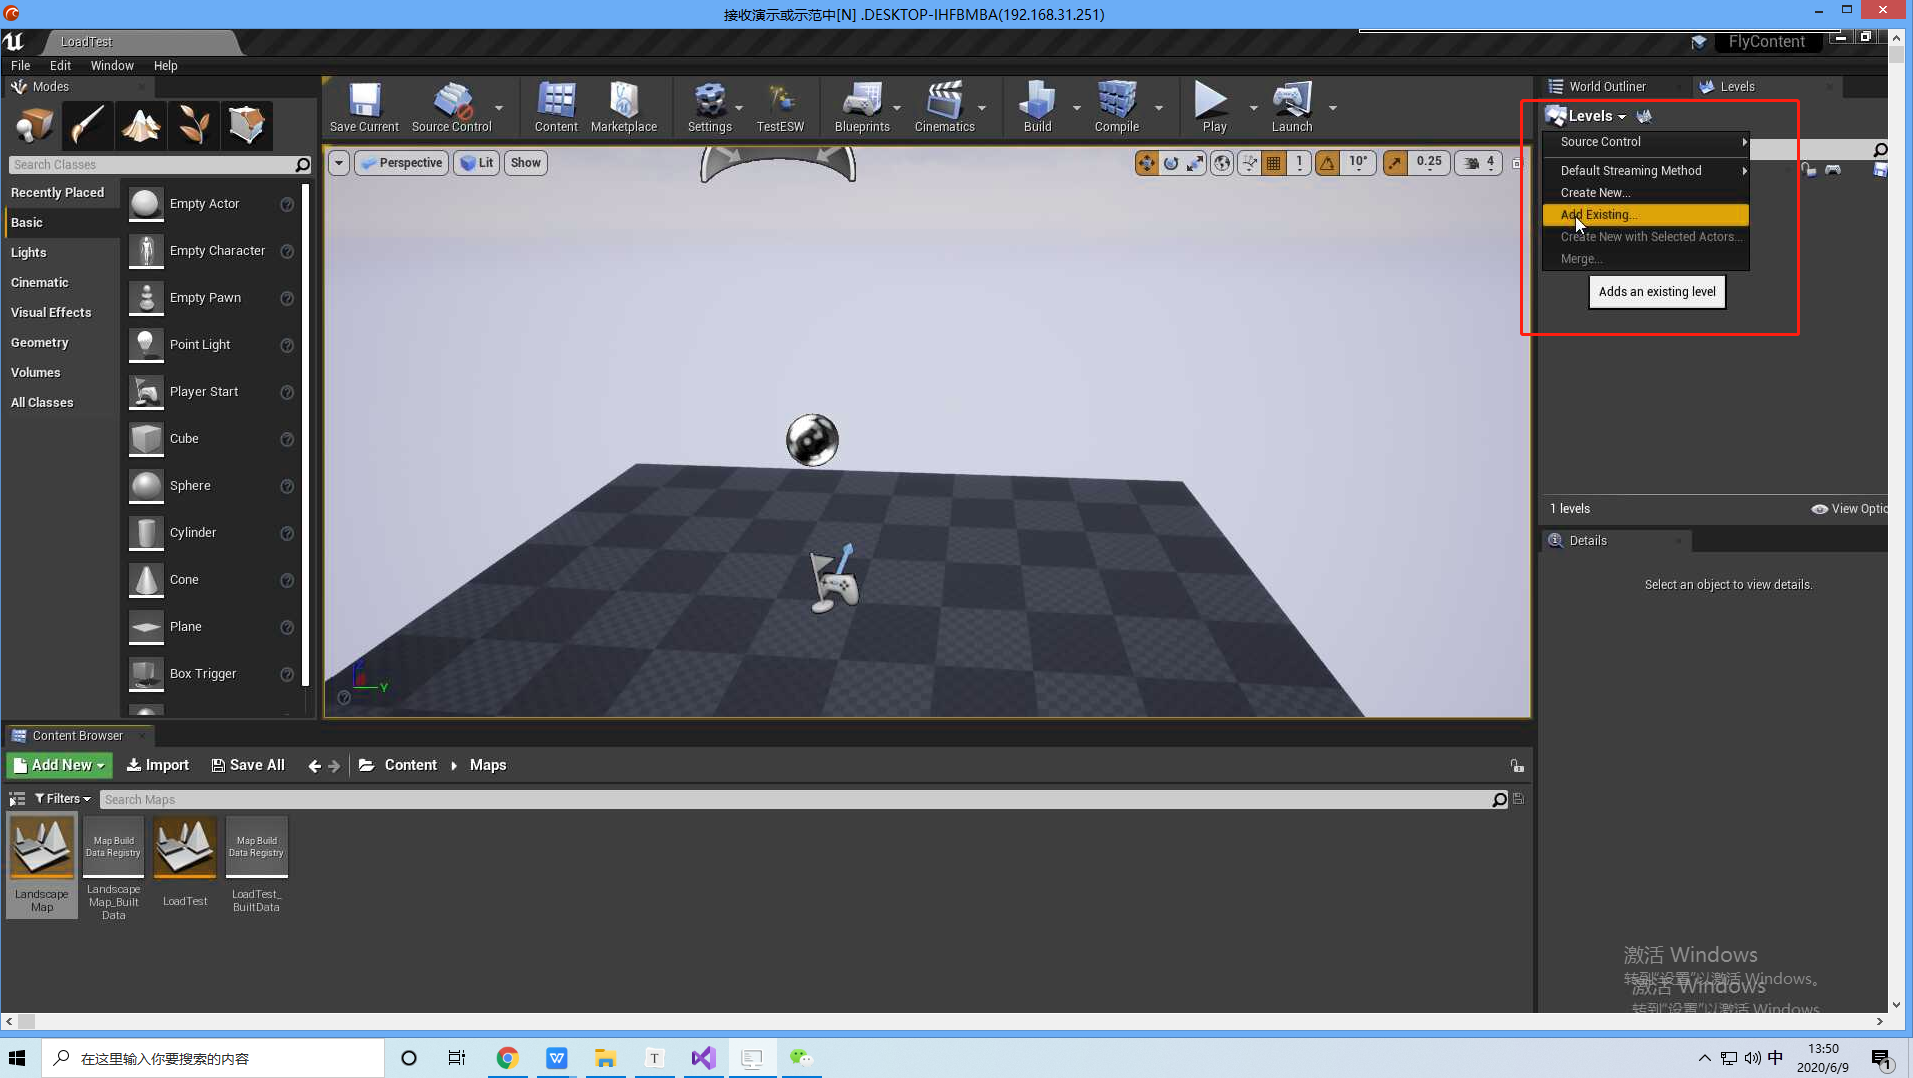 接收演示或示范中[N] .DESKTOP-IHFBMBA(192.168.31.251)
LoadTest
FlyContent
File Edit Window Help
Modes
Save Current
Source Control
Content
Marketplace
Settings
TestESW
Blueprints
Cinematics
Build
Compile
Play
Launch
World Outliner
Levels
Levels
Source Control
Default Streaming Method
Create New...
Add Existing...
Create New with Selected Actors...
Merge...
Adds an existing level
Search Classes
Perspective
Lit
Show
1
10°
0.25
4
Recently Placed
Basic
Lights
Cinematic
Visual Effects
Geometry
Volumes
All Classes
Empty Actor
Empty Character
Empty Pawn
Point Light
Player Start
Cube
Sphere
Cylinder
Cone
Plane
Box Trigger
Y
1 levels
View Optio
Details
Select an object to view details.
Content Browser
Add New
Import
Save All
Content
Maps
Filters
Search Maps
Landscape
Map
Map Build
Data Registry
Landscape
Map_Built
Data
LoadTest
Map Build
Data Registry
LoadTest_
BuiltData
激活 Windows
转到"设置"以激活 Windows。
激活 Windows
转到"设置"以激活 Windows
在这里输入你要搜索的内容
中
13:50
2020/6/9
1